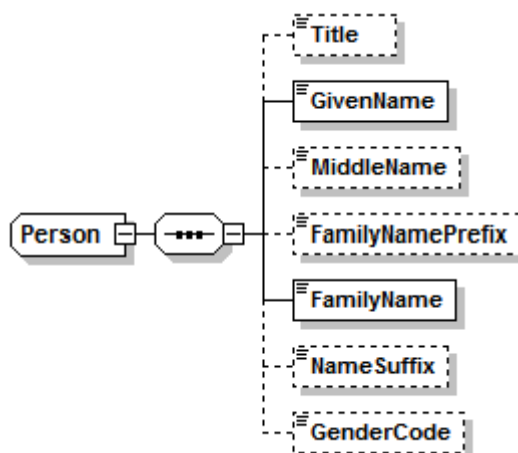 Title
GivenName
MiddleName
Person
FamilyNamePrefix
FamilyName
NameSuffix
GenderCode